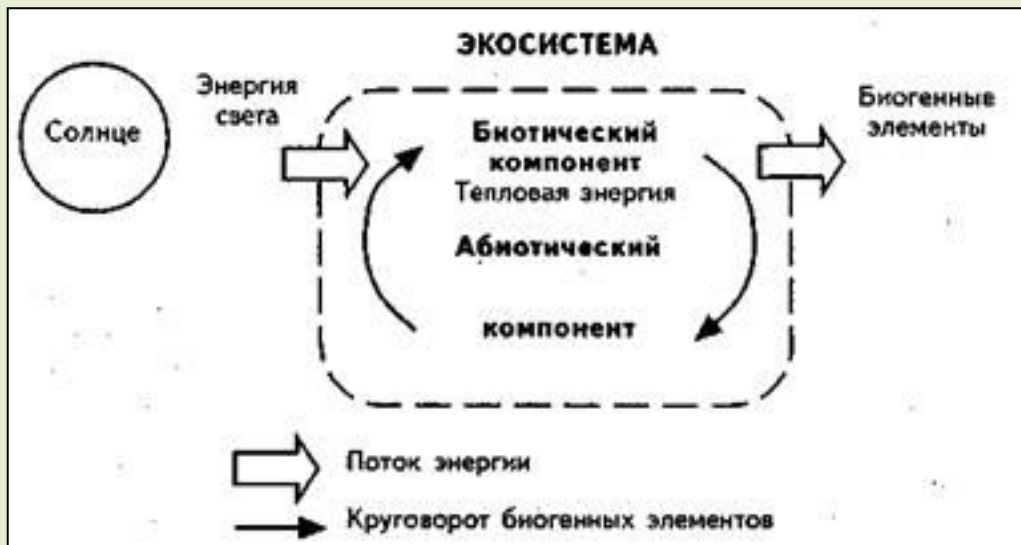 ЭКОСИСТЕМА
Солнце
Энергия
света
Биотический
компонент
Тепловая энергия
Абиотический
компонент
Биогенные
элементы
Поток энергии
Круговорот биогенных элементов